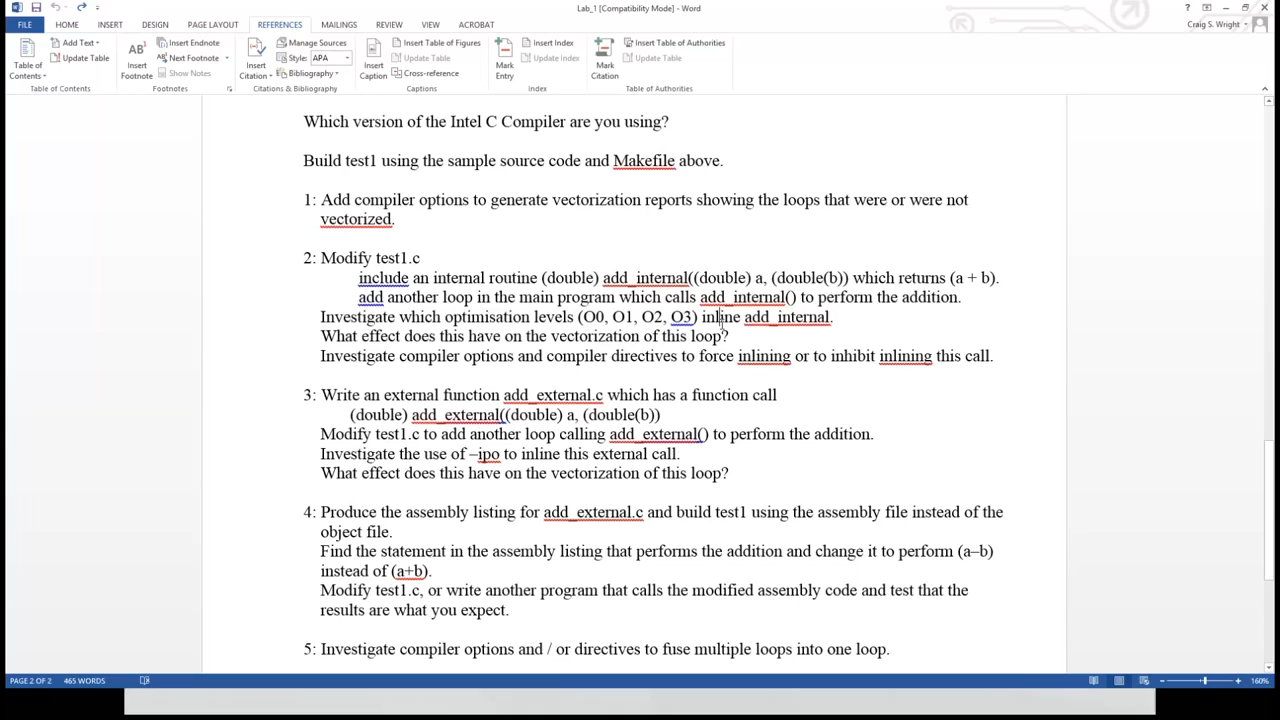 Lab_1 [Compatibility Mode] - Word
FILE HOME INSERT DESIGN PAGE LAYOUT REFERENCES MAILINGS REVIEW VIEW ACROBAT
Craig S. Wright
Table of Contents
Add Text
Update Table
Table of Contents
AB1
Insert Footnote
Insert Endnote
Next Footnote
Show Notes
Footnotes
Insert Citation
Manage Sources
Style: APA
Bibliography
Citations & Bibliography
Insert Caption
Insert Table of Figures
Update Table
Cross-reference
Captions
Mark Entry
Insert Index
Update Index
Index
Mark Citation
Insert Table of Authorities
Update Table
Table of Authorities
Which version of the Intel C Compiler are you using?
Build test1 using the sample source code and Makefile above.
1: Add compiler options to generate vectorization reports showing the loops that were or were not
vectorized.
2: Modify test1.c
include an internal routine (double) add_internal((double) a, (double(b)) which returns (a + b).
add another loop in the main program which calls add_internal() to perform the addition.
Investigate which optimisation levels (O0, O1, O2, O3) inline add_internal.
What effect does this have on the vectorization of this loop?
Investigate compiler options and compiler directives to force inlining or to inhibit inlining this call.
3: Write an external function add_external.c which has a function call
(double) add_external((double) a, (double(b))
Modify test1.c to add another loop calling add_external() to perform the addition.
Investigate the use of –ipo to inline this external call.
What effect does this have on the vectorization of this loop?
4: Produce the assembly listing for add_external.c and build test1 using the assembly file instead of the
object file.
Find the statement in the assembly listing that performs the addition and change it to perform (a–b)
instead of (a+b).
Modify test1.c, or write another program that calls the modified assembly code and test that the
results are what you expect.
5: Investigate compiler options and / or directives to fuse multiple loops into one loop.
PAGE 2 OF 2 465 WORDS 160%